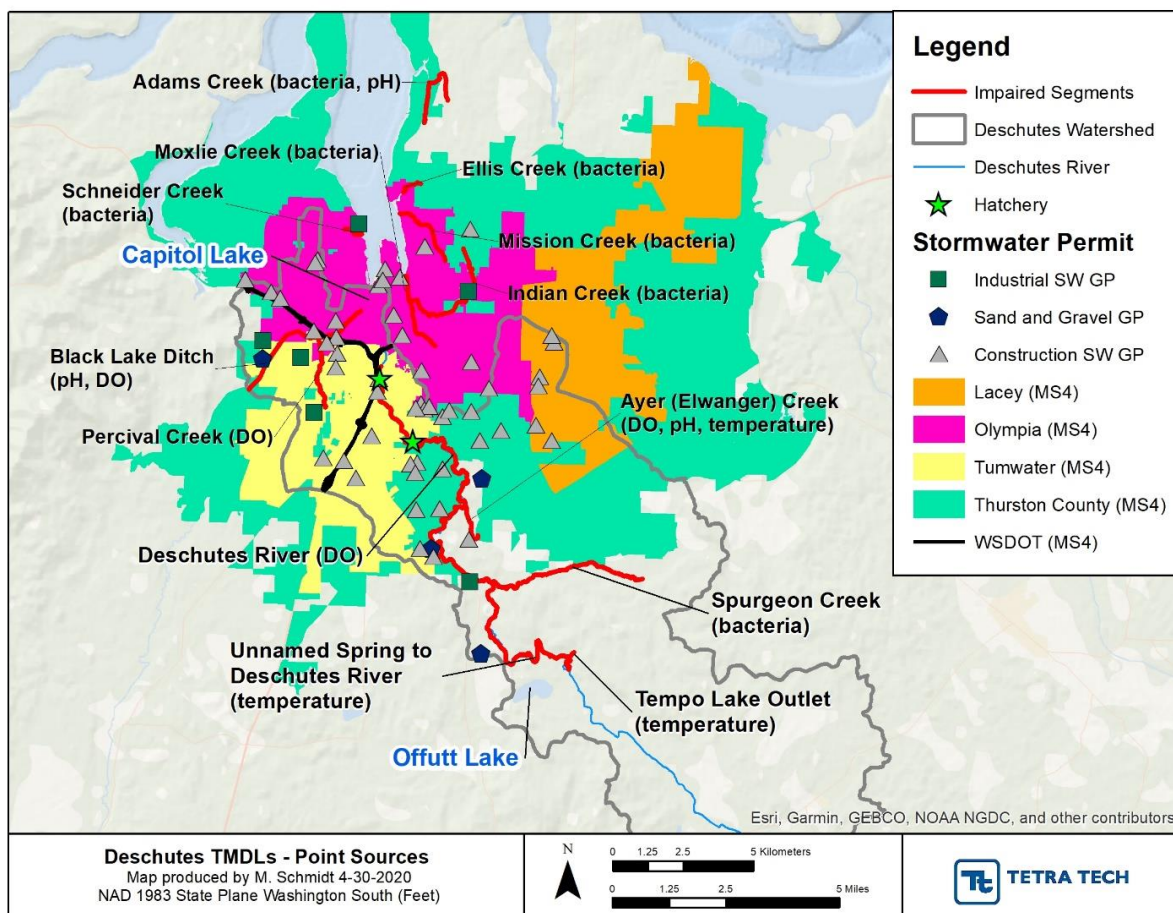 Adams Creek (bacteria, pH)
Moxlie Creek (bacteria)
Ellis Creek (bacteria)
Schneider Creek
(bacteria)
Mission Creek (bacteria)
Capitol Lake
Indian Creek (bacteria)
Black Lake Ditch
(pH, DO)
Ayer (Elwanger) Creek
(DO, pH, temperature)
Percival Creek (DO)
Deschutes River (DO)
Spurgeon Creek
(bacteria)
Unnamed Spring to
Deschutes River
(temperature)
Tempo Lake Outlet
(temperature)
Offutt Lake
Esri, Garmin, GEBCO, NOAA NGDC, and other contributors
Legend
Impaired Segments
Deschutes Watershed
Deschutes River
Hatchery
Stormwater Permit
Industrial SW GP
Sand and Gravel GP
Construction SW GP
Lacey (MS4)
Olympia (MS4)
Tumwater (MS4)
Thurston County (MS4)
WSDOT (MS4)
Deschutes TMDLs - Point Sources
Map produced by M. Schmidt 4-30-2020
NAD 1983 State Plane Washington South (Feet)
N
0 1.25 2.5 5 Kilometers
0 1.25 2.5 5 Miles
Tt TETRA TECH